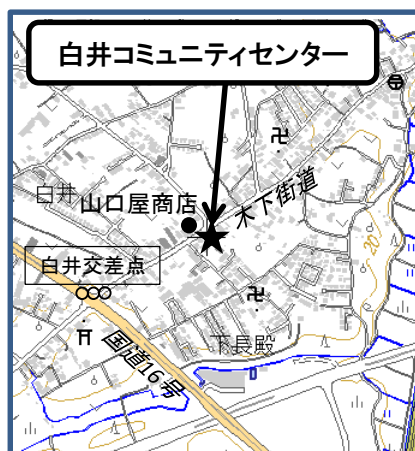 白井コミュニティセンター
木下街道
白井
山口屋商店
白井交差点
20
国道16号
下長殿